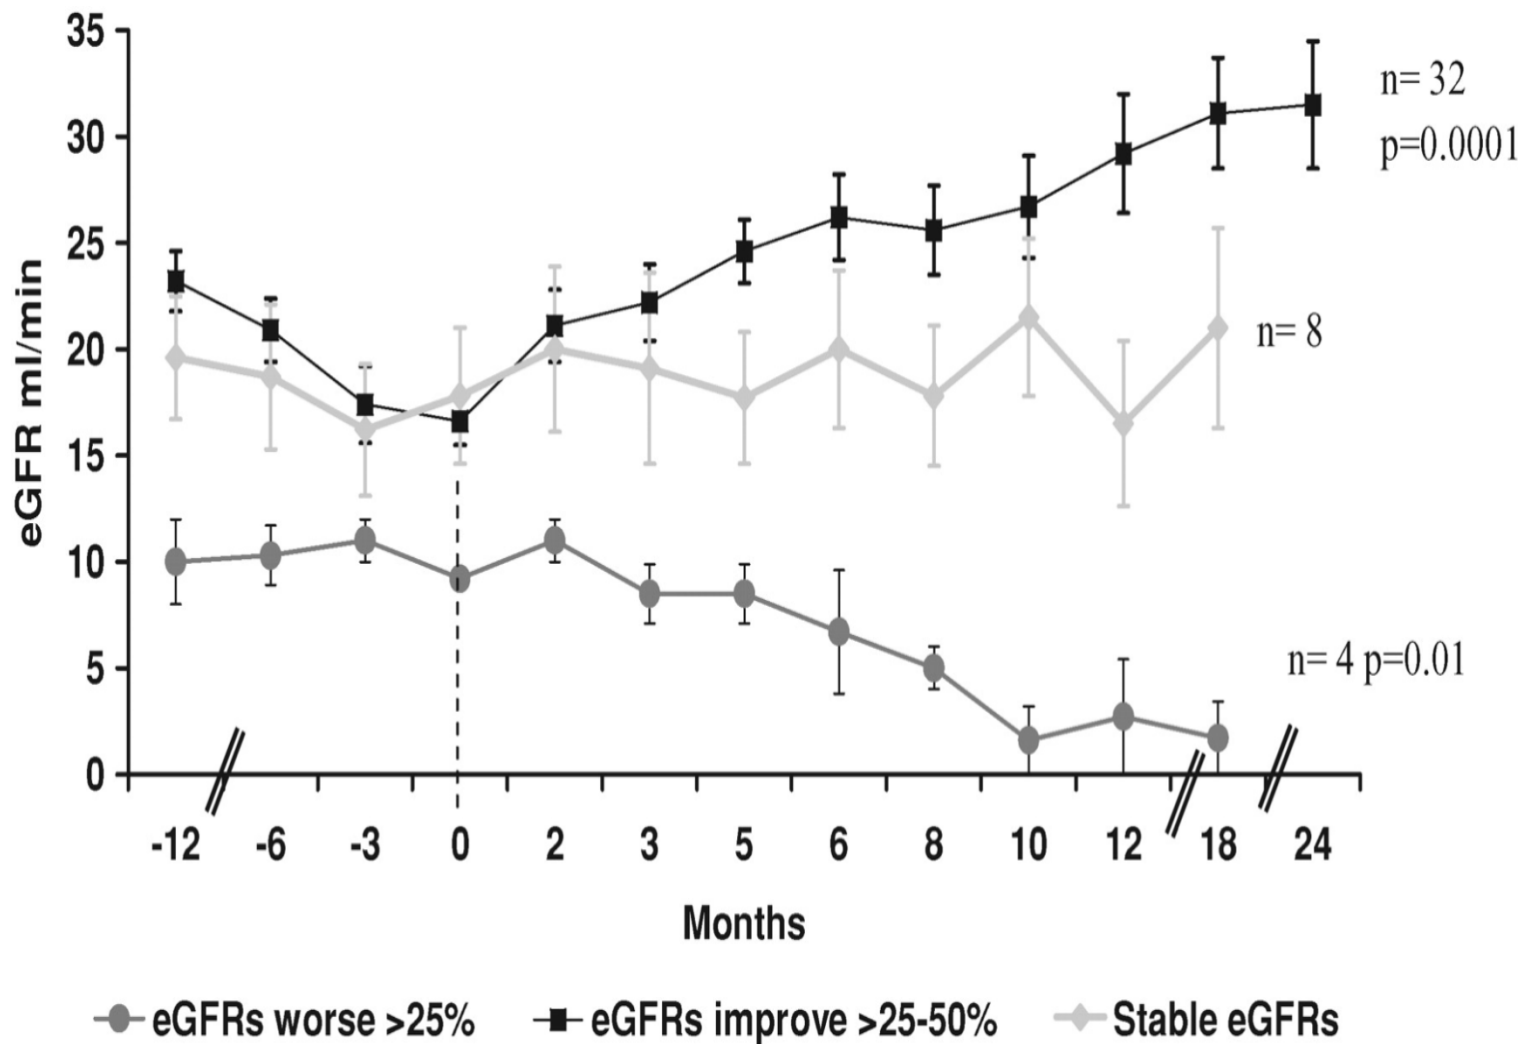 35
n= 32
30
p=0.0001
25
n= 8
20
eGFR ml/min
15
10
n= 4 p=0.01
5
0
-12 -6 -3 0 2 3 5 6 8 10 12 18 24
Months
eGFRs worse >25% eGFRs improve >25-50% Stable eGFRs